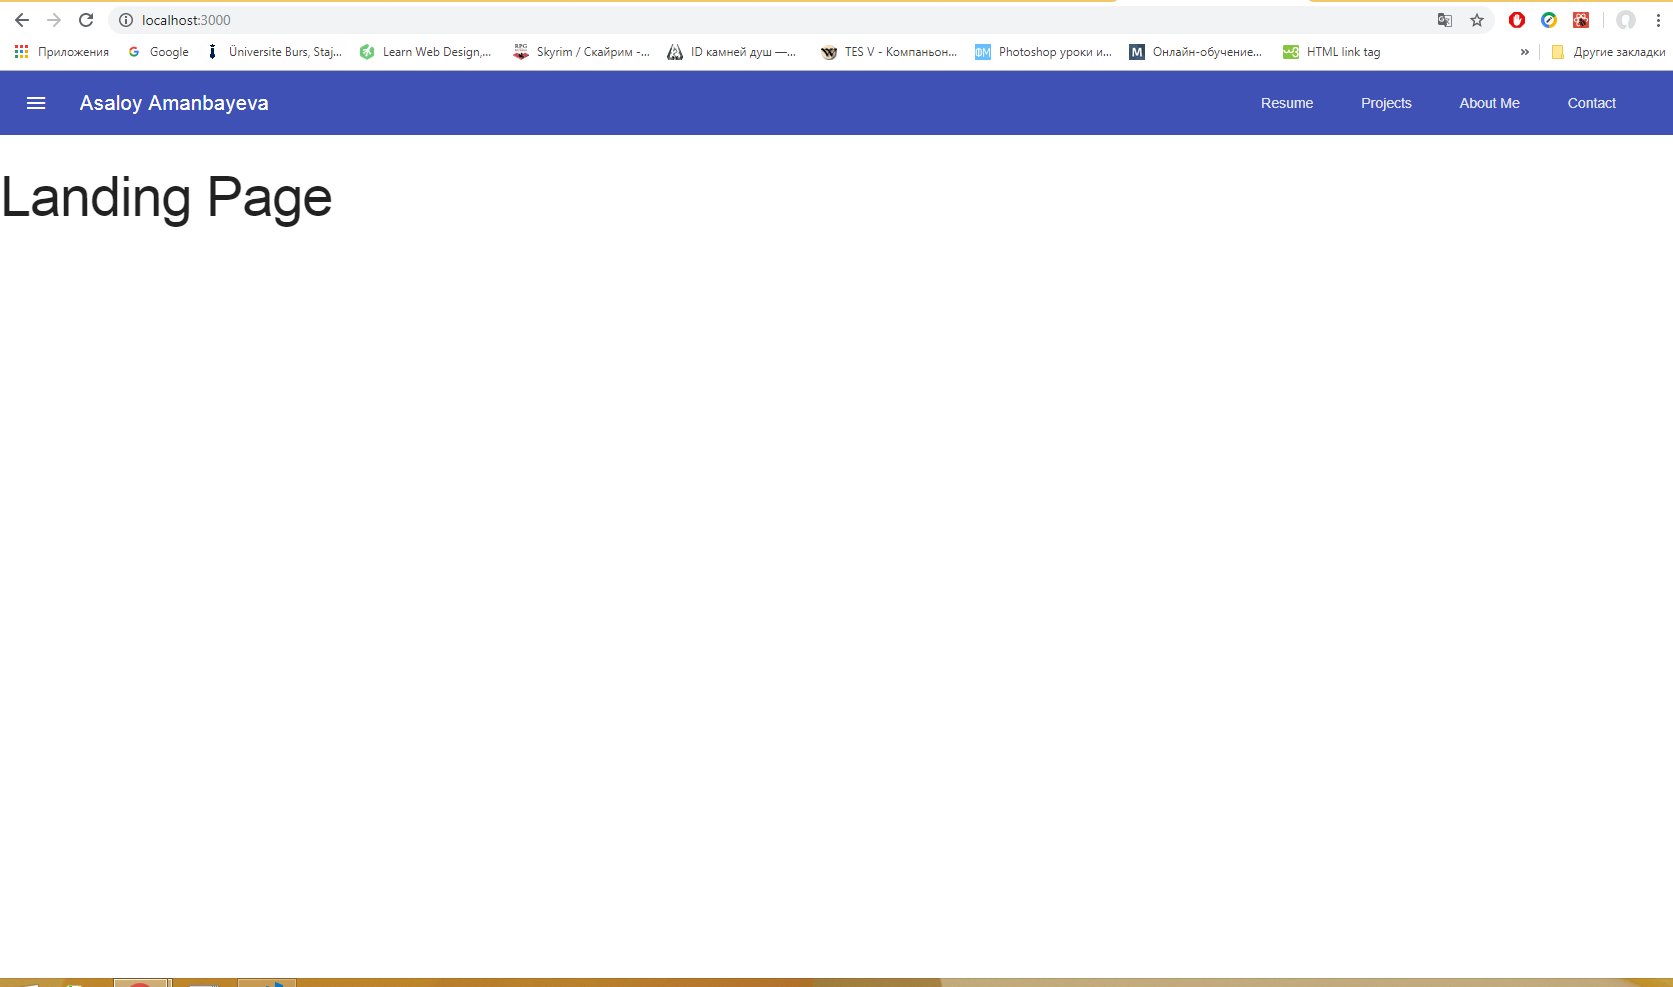 localhost:3000
Приложения Google Üniversite Burs, Staj... Learn Web Design,... Skyrim / Скайрим -... ID камней душ —... TES V - Компаньон... Photoshop уроки и... Онлайн-обучение... HTML link tag » Другие закладки
Asaloy Amanbayeva Resume Projects About Me Contact
Landing Page